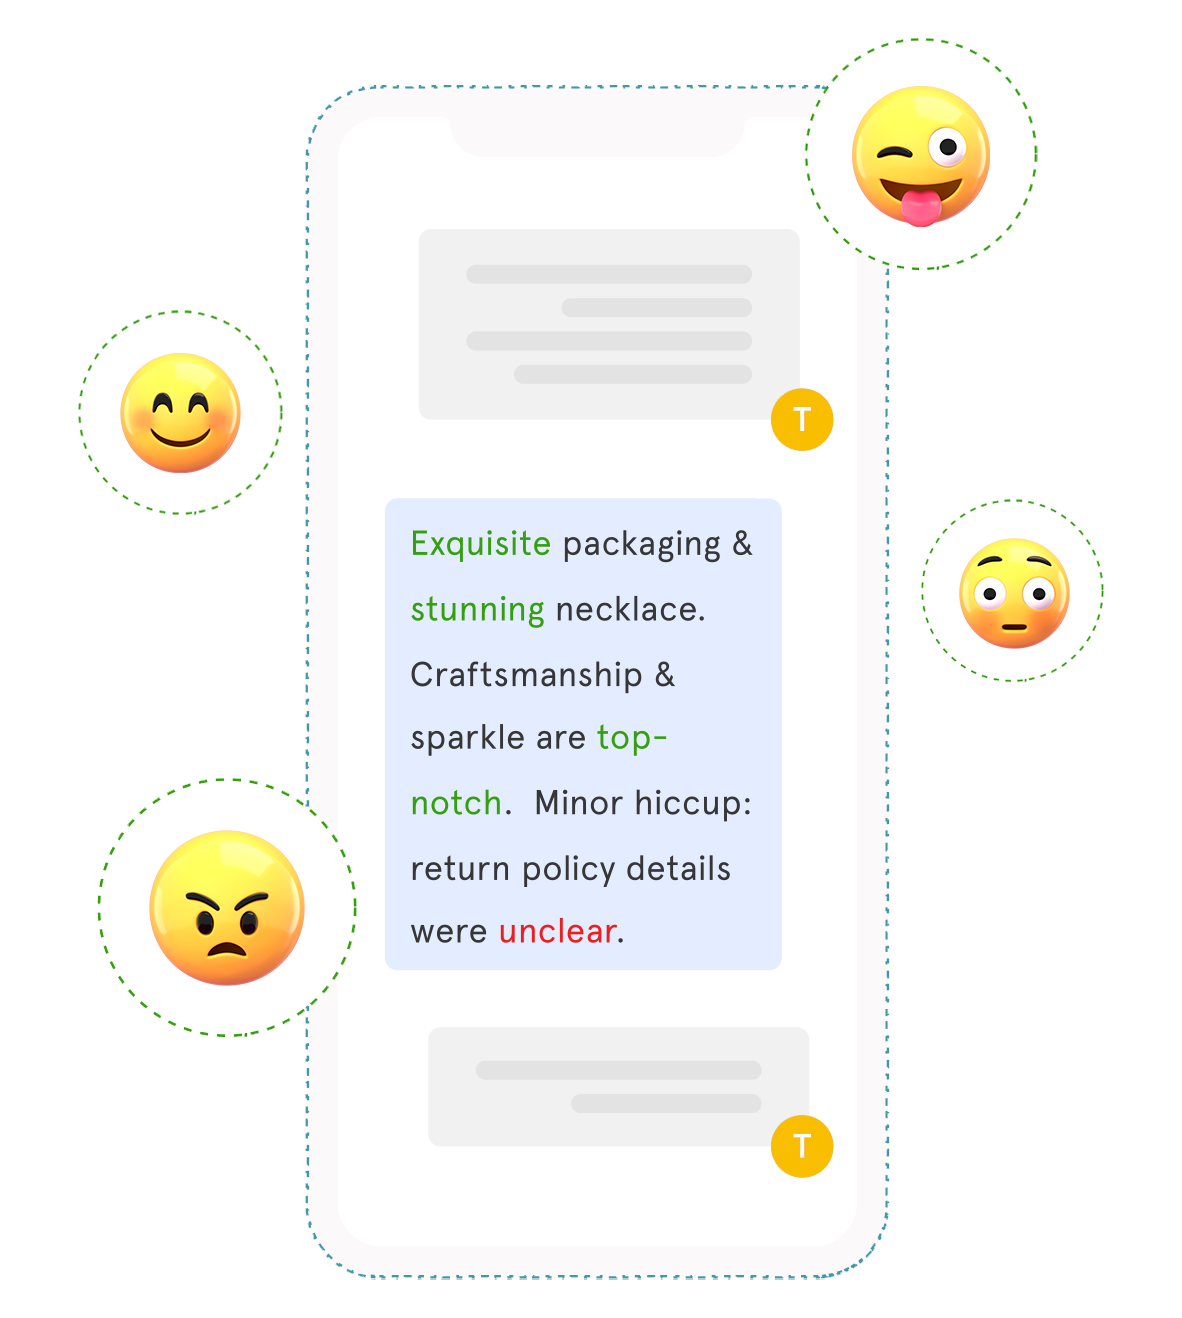 T
Exquisite packaging &
stunning necklace.
Craftsmanship &
sparkle are top-
notch.  Minor hiccup:
return policy details
were unclear.
T